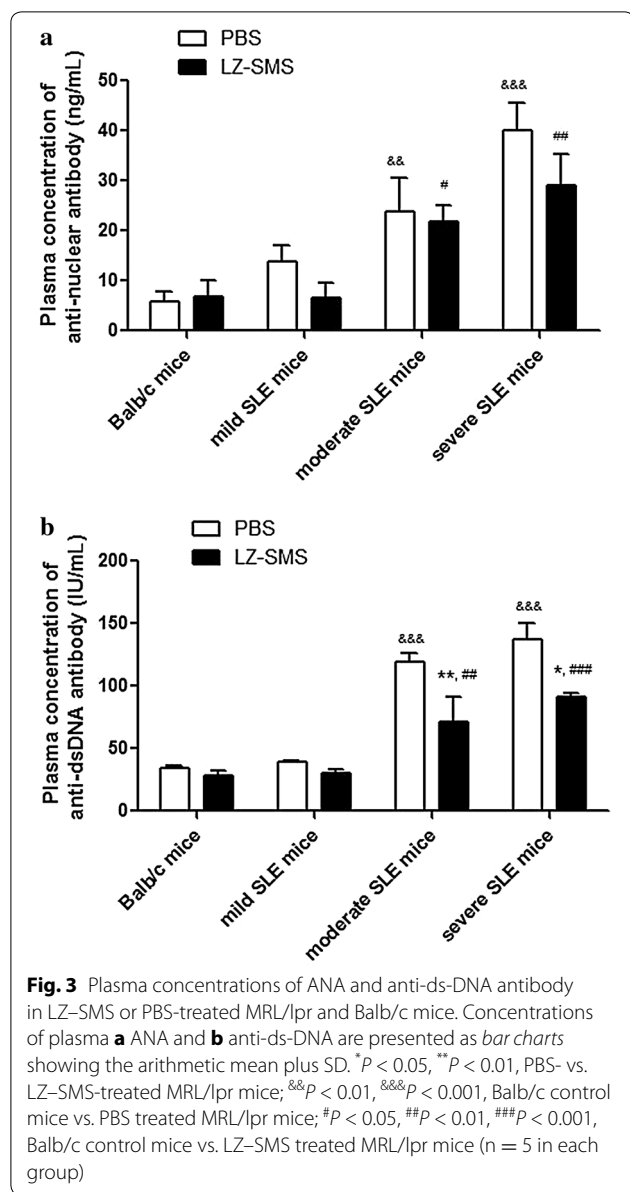 a
PBS
LZ-SMS
Plasma concentration of
anti-nuclear antibody (ng/mL)
50
40
30
20
10
0
&&&
##
&&
#
Balb/c mice
mild SLE mice
moderate SLE mice
severe SLE mice
b
PBS
LZ-SMS
Plasma concentration of
anti-dsDNA antibody (IU/mL)
200
150
100
50
0
&&&
**, ##
&&&
*, ###
Balb/c mice
mild SLE mice
moderate SLE mice
severe SLE mice
Fig. 3 Plasma concentrations of ANA and anti-ds-DNA antibody
in LZ–SMS or PBS-treated MRL/lpr and Balb/c mice. Concentrations
of plasma a ANA and b anti-ds-DNA are presented as bar charts
showing the arithmetic mean plus SD. *P < 0.05, **P < 0.01, PBS- vs.
LZ–SMS-treated MRL/lpr mice; &&P < 0.01, &&&P < 0.001, Balb/c control
mice vs. PBS treated MRL/lpr mice; #P < 0.05, ##P < 0.01, ###P < 0.001,
Balb/c control mice vs. LZ–SMS treated MRL/lpr mice (n = 5 in each
group)